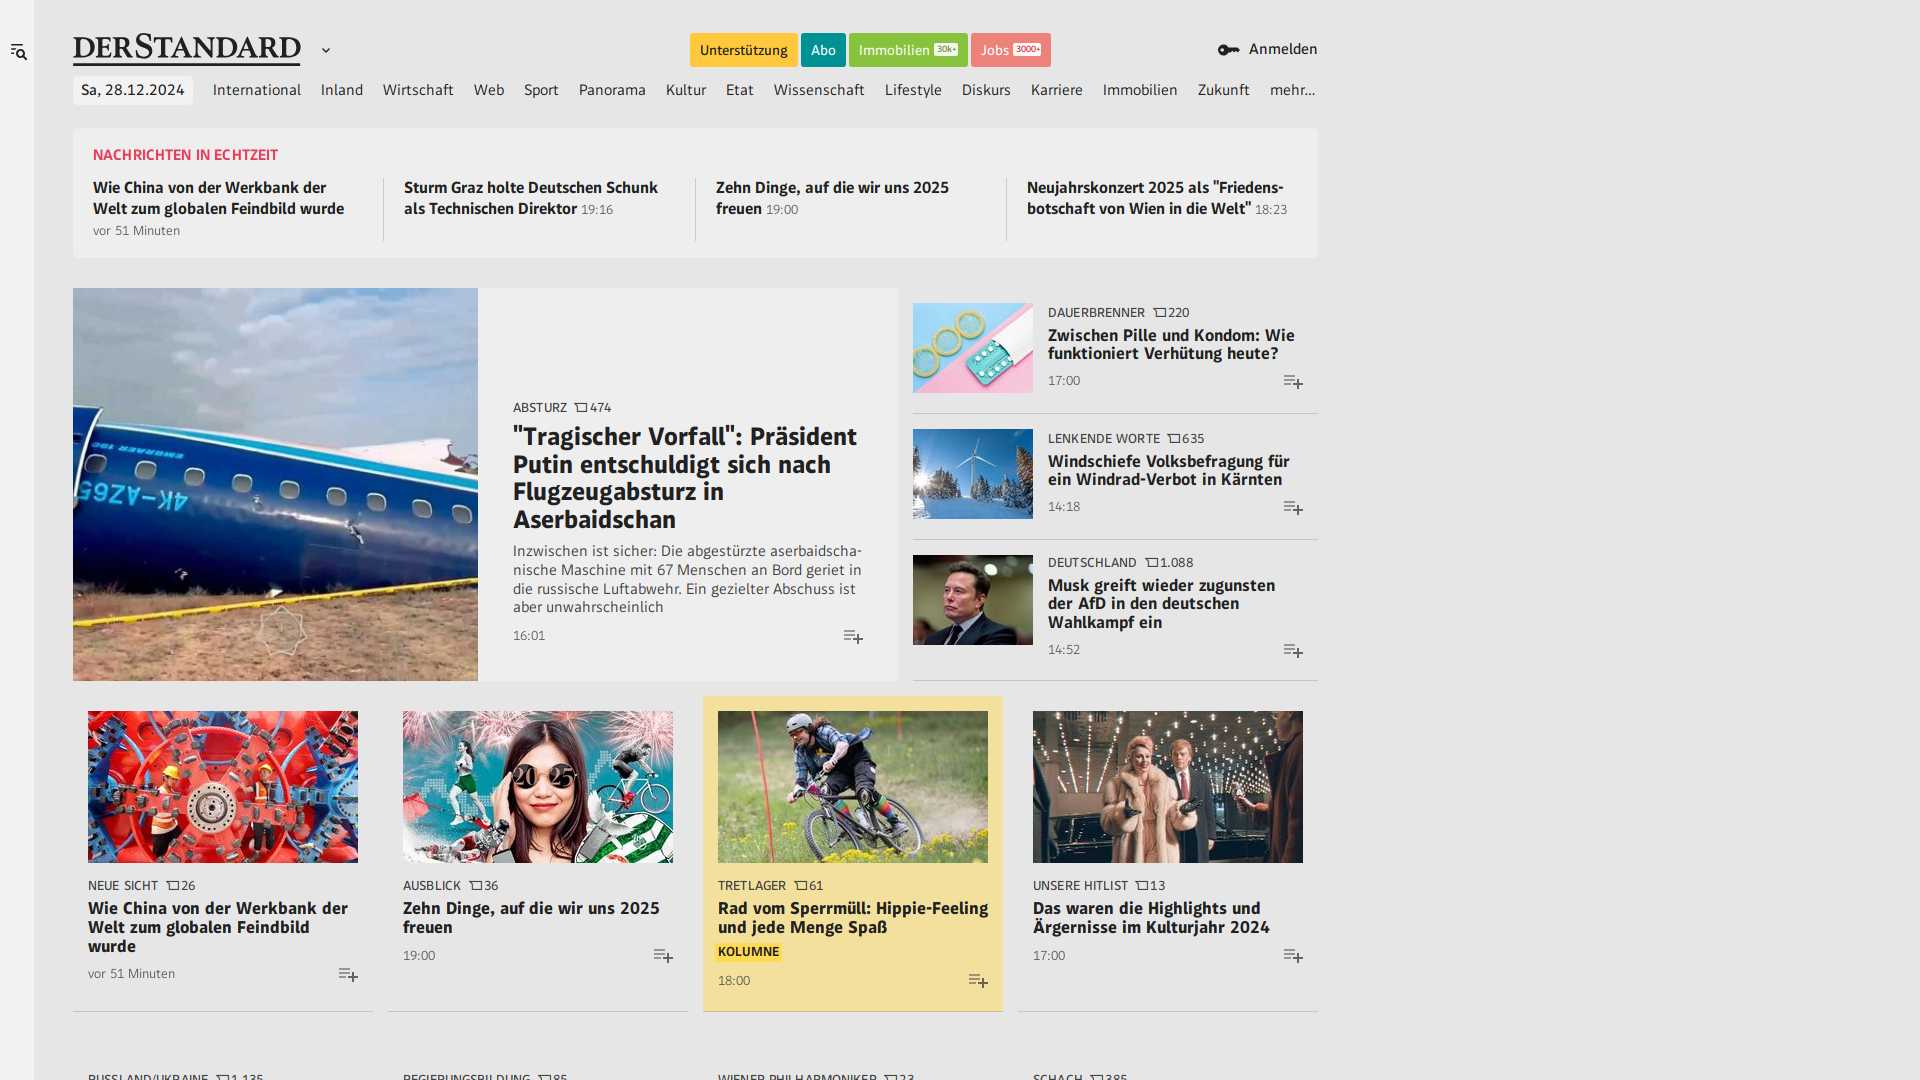 DERSTANDARD
Unterstützung Abo Immobilien 30k+ Jobs 3000+
Anmelden
Sa, 28.12.2024 International Inland Wirtschaft Web Sport Panorama Kultur Etat Wissenschaft Lifestyle Diskurs Karriere Immobilien Zukunft mehr...
NACHRICHTEN IN ECHTZEIT
Wie China von der Werkbank der
Welt zum globalen Feindbild wurde
vor 51 Minuten
Sturm Graz holte Deutschen Schunk
als Technischen Direktor 19:16
Zehn Dinge, auf die wir uns 2025
freuen 19:00
Neujahrskonzert 2025 als "Friedens-
botschaft von Wien in die Welt" 18:23
EMBRAER 190
4K-AZ65
ABSTURZ 474
"Tragischer Vorfall": Präsident
Putin entschuldigt sich nach
Flugzeugabsturz in
Aserbaidschan
Inzwischen ist sicher: Die abgestürzte aserbaidscha-
nische Maschine mit 67 Menschen an Bord geriet in
die russische Luftabwehr. Ein gezielter Abschuss ist
aber unwahrscheinlich
16:01
DAUERBRENNER 220
Zwischen Pille und Kondom: Wie
funktioniert Verhütung heute?
17:00
LENKENDE WORTE 635
Windschiefe Volksbefragung für
ein Windrad-Verbot in Kärnten
14:18
DEUTSCHLAND 1.088
Musk greift wieder zugunsten
der AfD in den deutschen
Wahlkampf ein
14:52
NEUE SICHT 26
Wie China von der Werkbank der
Welt zum globalen Feindbild
wurde
vor 51 Minuten
2025
AUSBLICK 36
Zehn Dinge, auf die wir uns 2025
freuen
19:00
TRETLAGER 61
Rad vom Sperrmüll: Hippie-Feeling
und jede Menge Spaß
KOLUMNE
18:00
UNSERE HITLIST 13
Das waren die Highlights und
Ärgernisse im Kulturjahr 2024
17:00
RUSSLAND/UKRAINE 1.135
REGIERUNGSBILDUNG 85
WIENER PHILHARMONIKER 23
SCHACH 385